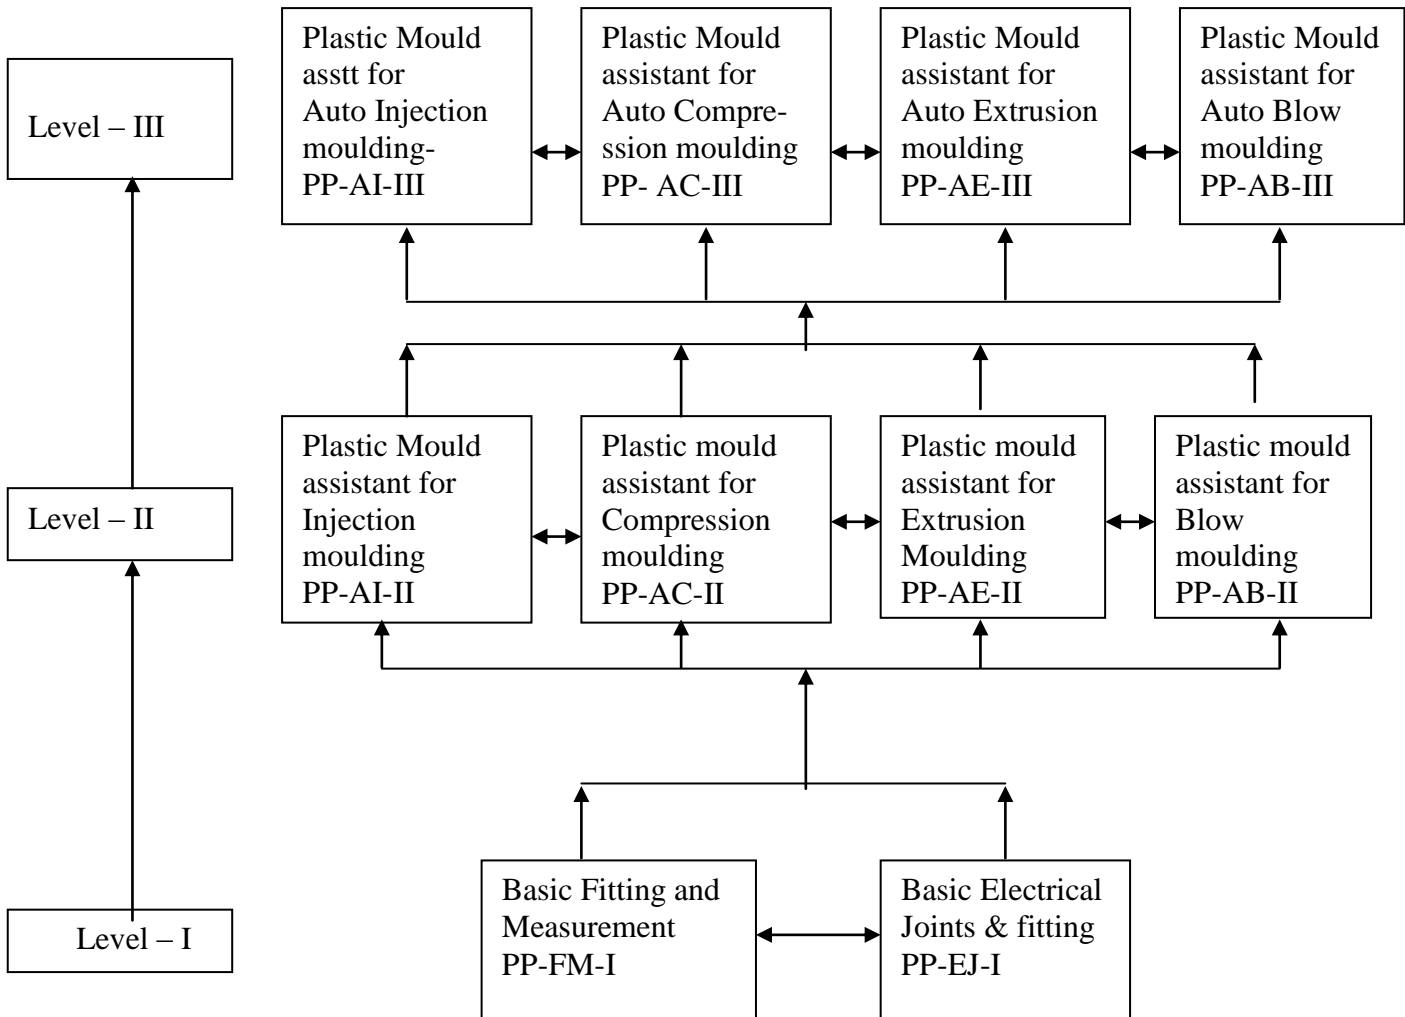 Level – III
Plastic Mould
asstt for
Auto Injection
moulding-
PP-AI-III
Plastic Mould
assistant for
Auto Compre-
ssion moulding
PP- AC-III
Plastic Mould
assistant for
Auto Extrusion
moulding
PP-AE-III
Plastic Mould
assistant for
Auto Blow
moulding
PP-AB-III
Level – II
Plastic Mould
assistant for
Injection
moulding
PP-AI-II
Plastic mould
assistant for
Compression
moulding
PP-AC-II
Plastic mould
assistant for
Extrusion
Moulding
PP-AE-II
Plastic mould
assistant for
Blow
moulding
PP-AB-II
Level – I
Basic Fitting and
Measurement
PP-FM-I
Basic Electrical
Joints & fitting
PP-EJ-I